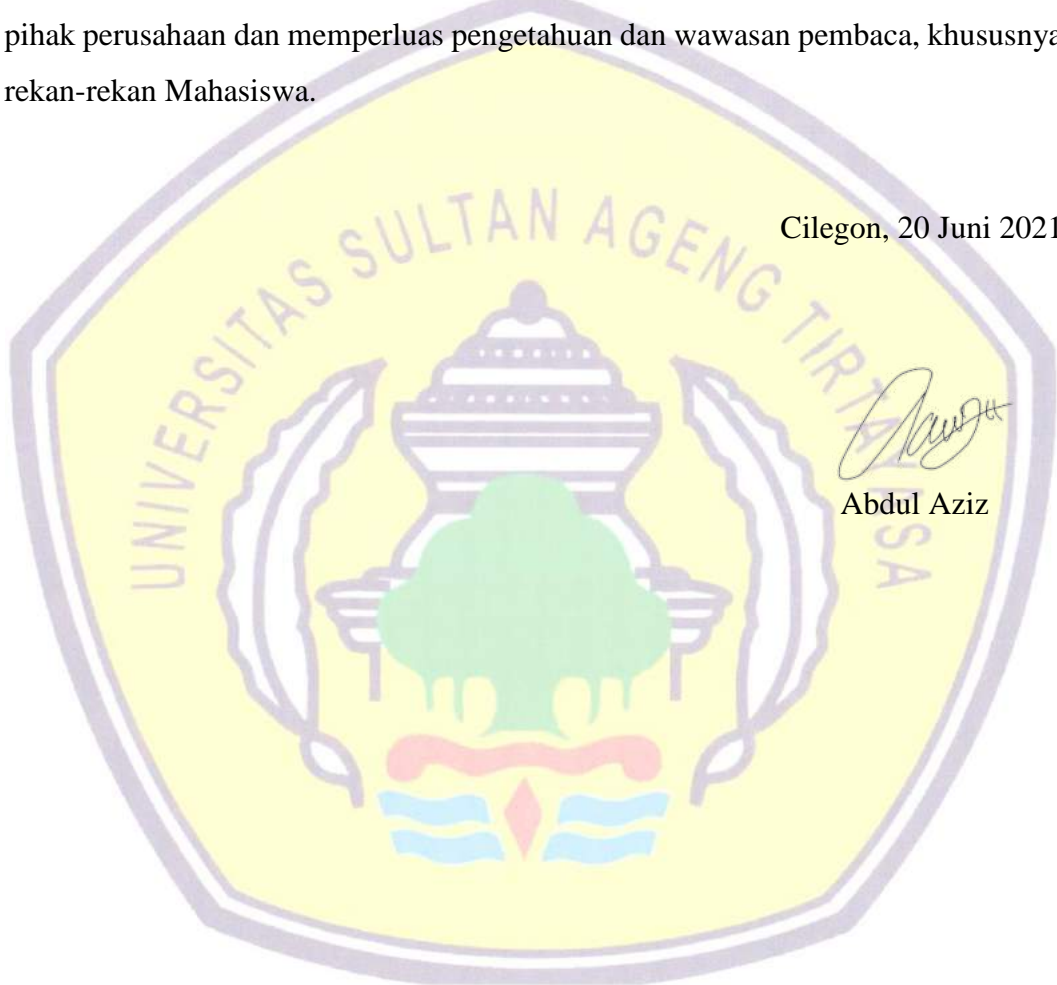 pihak perusahaan dan memperluas pengetahuan dan wawasan pembaca, khususnya
rekan-rekan Mahasiswa.
UNIVERSITAS SULTAN AGENG TIRTAYASA
Cilegon, 20 Juni 2021
Abdul Aziz